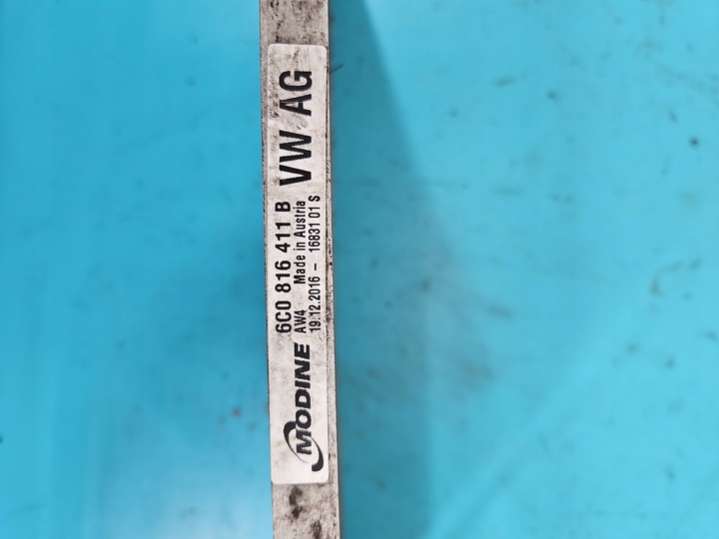 MODINE
6C0 816 411 B
AW4 Made in Austria
19.12.2016 - 16831 01 S
VW AG